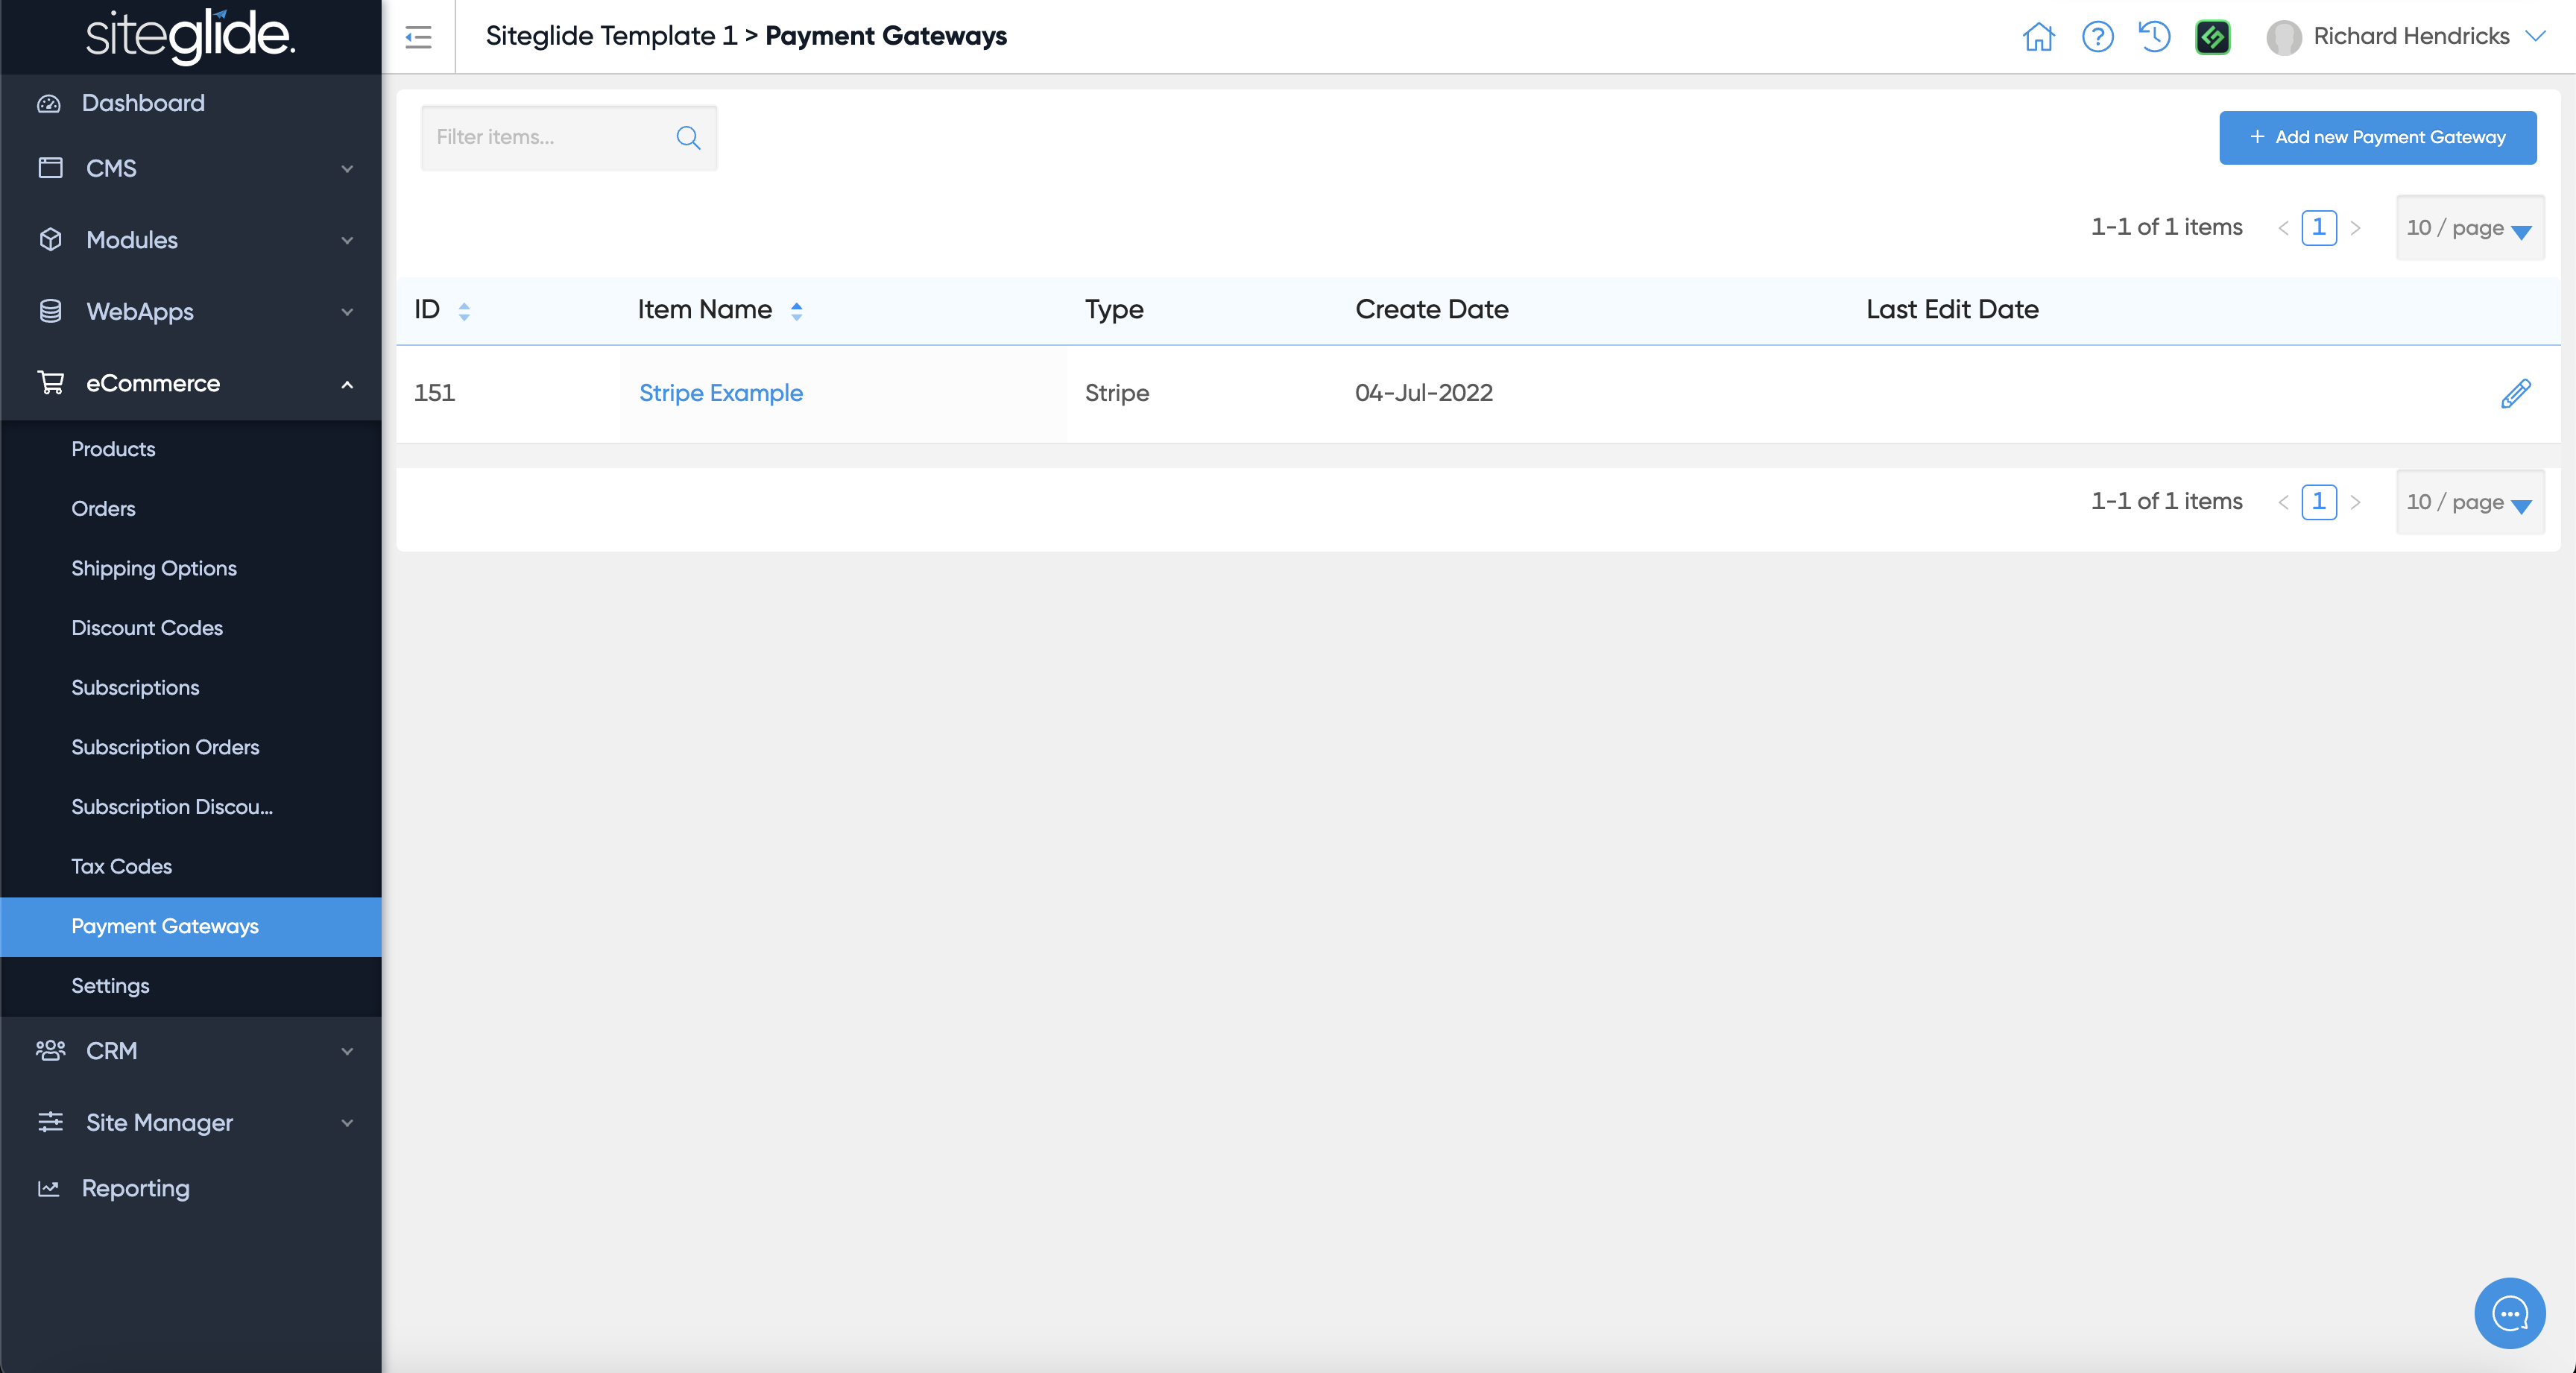 siteglide.
Siteglide Template 1 > Payment Gateways
Richard Hendricks
Dashboard
CMS
Modules
WebApps
eCommerce
Products
Orders
Shipping Options
Discount Codes
Subscriptions
Subscription Orders
Subscription Discou...
Tax Codes
Payment Gateways
Settings
CRM
Site Manager
Reporting
Filter items...
+ Add new Payment Gateway
1-1 of 1 items < 1 > 10 / page
ID Item Name Type Create Date Last Edit Date
151 Stripe Example Stripe 04-Jul-2022
1-1 of 1 items < 1 > 10 / page